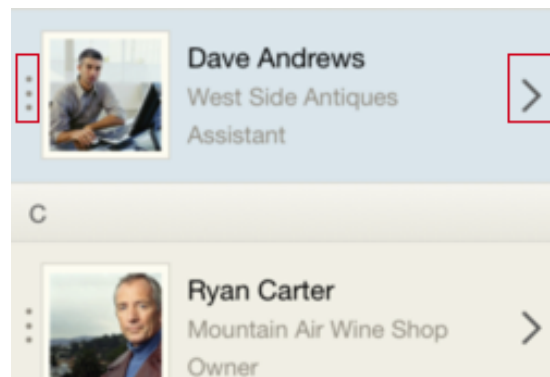 Dave Andrews
West Side Antiques
Assistant
C
Ryan Carter
Mountain Air Wine Shop
Owner